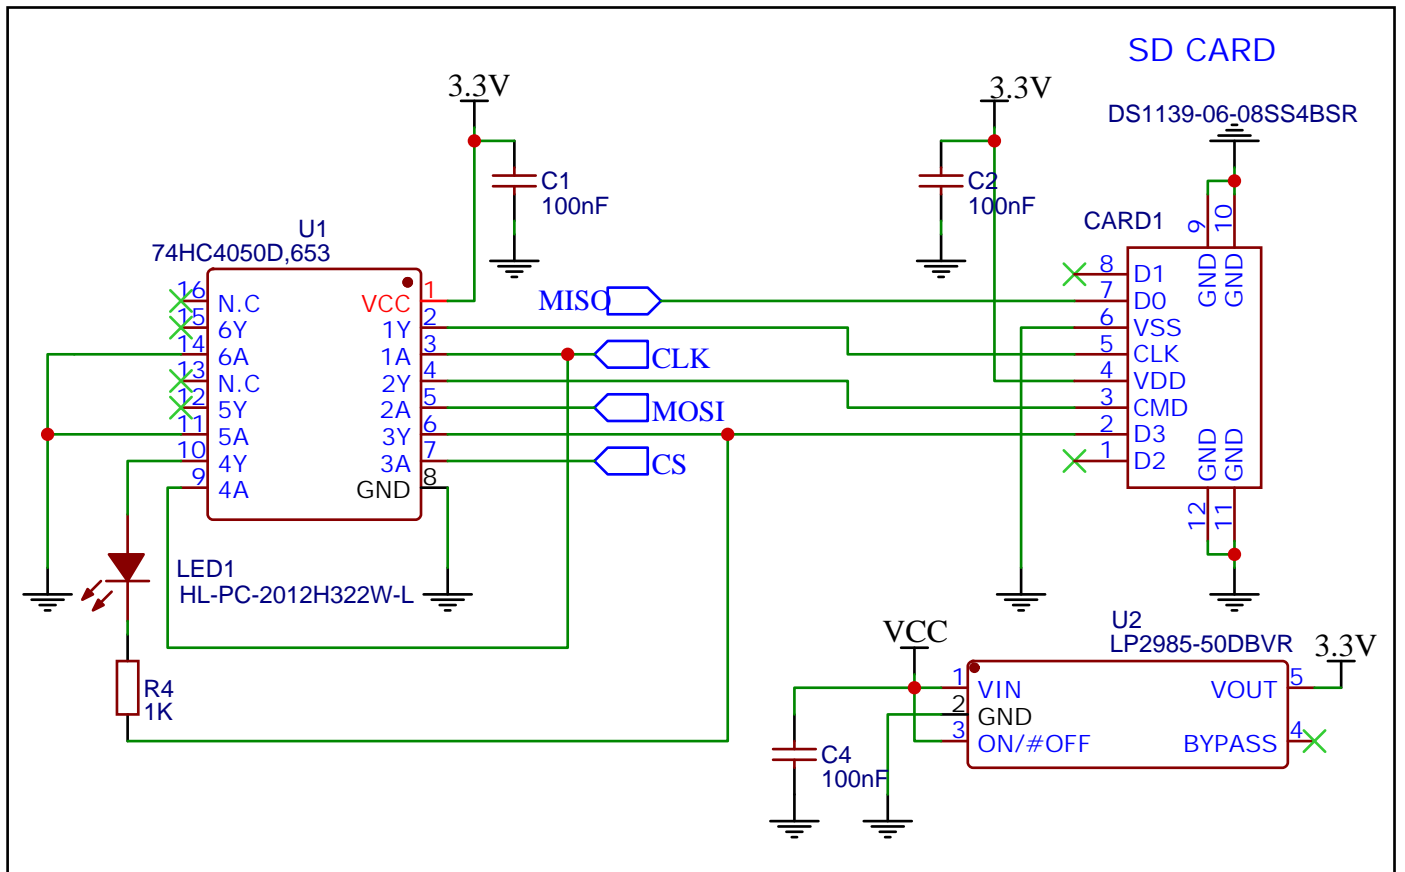 SD CARD
3.3V
3.3V
DS1139-06-08SS4BSR
C1
100nF
C2
100nF
CARD1
9
10
GND
GND
U1
74HC4050D,653
16
N.C
15
6Y
14
6A
13
N.C
12
5Y
11
5A
10
4Y
9
4A
VCC
1
1Y
2
1A
3
2Y
4
2A
5
3Y
6
3A
7
GND
8
MISO
CLK
MOSI
CS
8
D1
7
D0
6
VSS
5
CLK
4
VDD
3
CMD
2
D3
1
D2
GND
GND
12
11
LED1
HL-PC-2012H322W-L
R4
1K
VCC
U2
LP2985-50DBVR
3.3V
1
VIN
2
GND
3
ON/#OFF
VOUT
5
BYPASS
4
C4
100nF